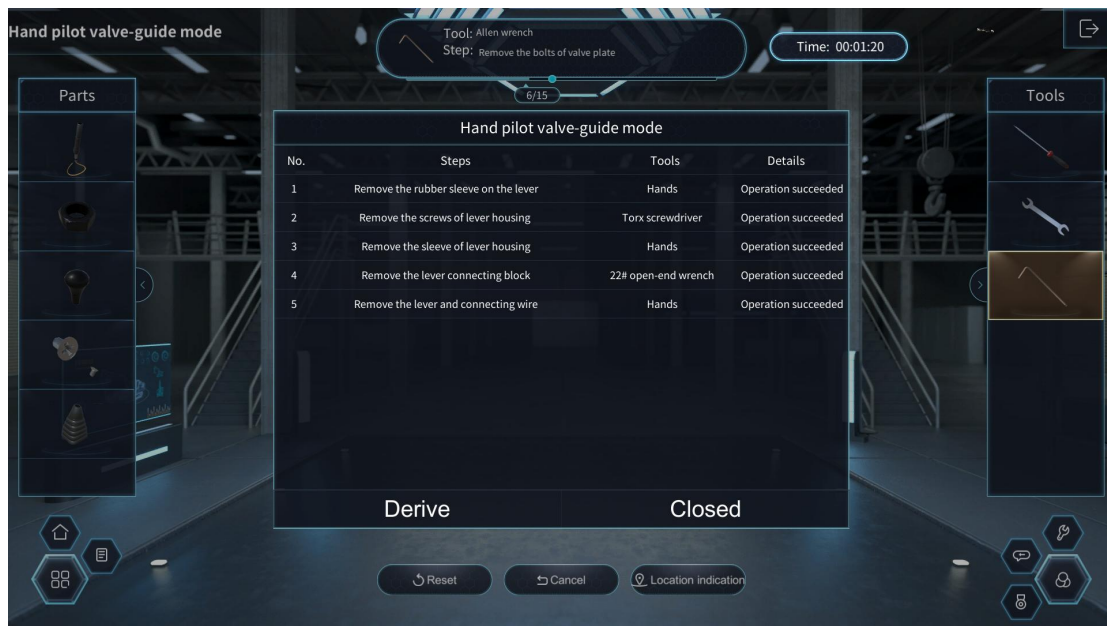 Hand pilot valve-guide mode
Tool: Allen wrench
Step: Remove the bolts of valve plate
Time: 00:01:20
6/15
Parts
Tools
Hand pilot valve-guide mode
No. Steps Tools Details
1 Remove the rubber sleeve on the lever Hands Operation succeeded
2 Remove the screws of lever housing Torx screwdriver Operation succeeded
3 Remove the sleeve of lever housing Hands Operation succeeded
4 Remove the lever connecting block 22# open-end wrench Operation succeeded
5 Remove the lever and connecting wire Hands Operation succeeded
Derive Closed
Reset Cancel Location indication